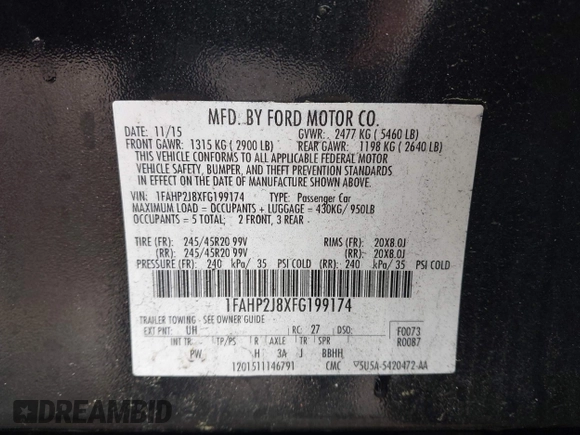 MFD. BY FORD MOTOR CO.
DATE: 11/15 GVWR: 2477 KG ( 5460 LB)
FRONT GAWR: 1315 KG ( 2900 LB) REAR GAWR: 1198 KG ( 2640 LB)
THIS VEHICLE CONFORMS TO ALL APPLICABLE FEDERAL MOTOR
VEHICLE SAFETY, BUMPER, AND THEFT PREVENTION STANDARDS
IN EFFECT ON THE DATE OF MANUFACTURE SHOWN ABOVE.
VIN: 1FAHP2J8XFG199174 TYPE: Passenger Car
MAXIMUM LOAD = OCCUPANTS + LUGGAGE = 430KG/ 950LB
OCCUPANTS = 5 TOTAL; 2 FRONT, 3 REAR
TIRE (FR): 245/45R20 99V RIMS (FR): 20X8.0J
(RR): 245/45R20 99V (RR): 20X8.0J
PRESSURE (FR): 240 kPa/ 35 PSI COLD (RR): 240 kPa/ 35 PSI COLD
1FAHP2J8XFG199174
TRAILER TOWING - SEE OWNER GUIDE
EXT PNT: UH RC: 27 DSO: F0073
INT TR: TP/PS R AXLE TR SPR R0087
PW H 3A J BBHH
1201511146791 CMC 5U5A-5420472-AA
DREAMBID